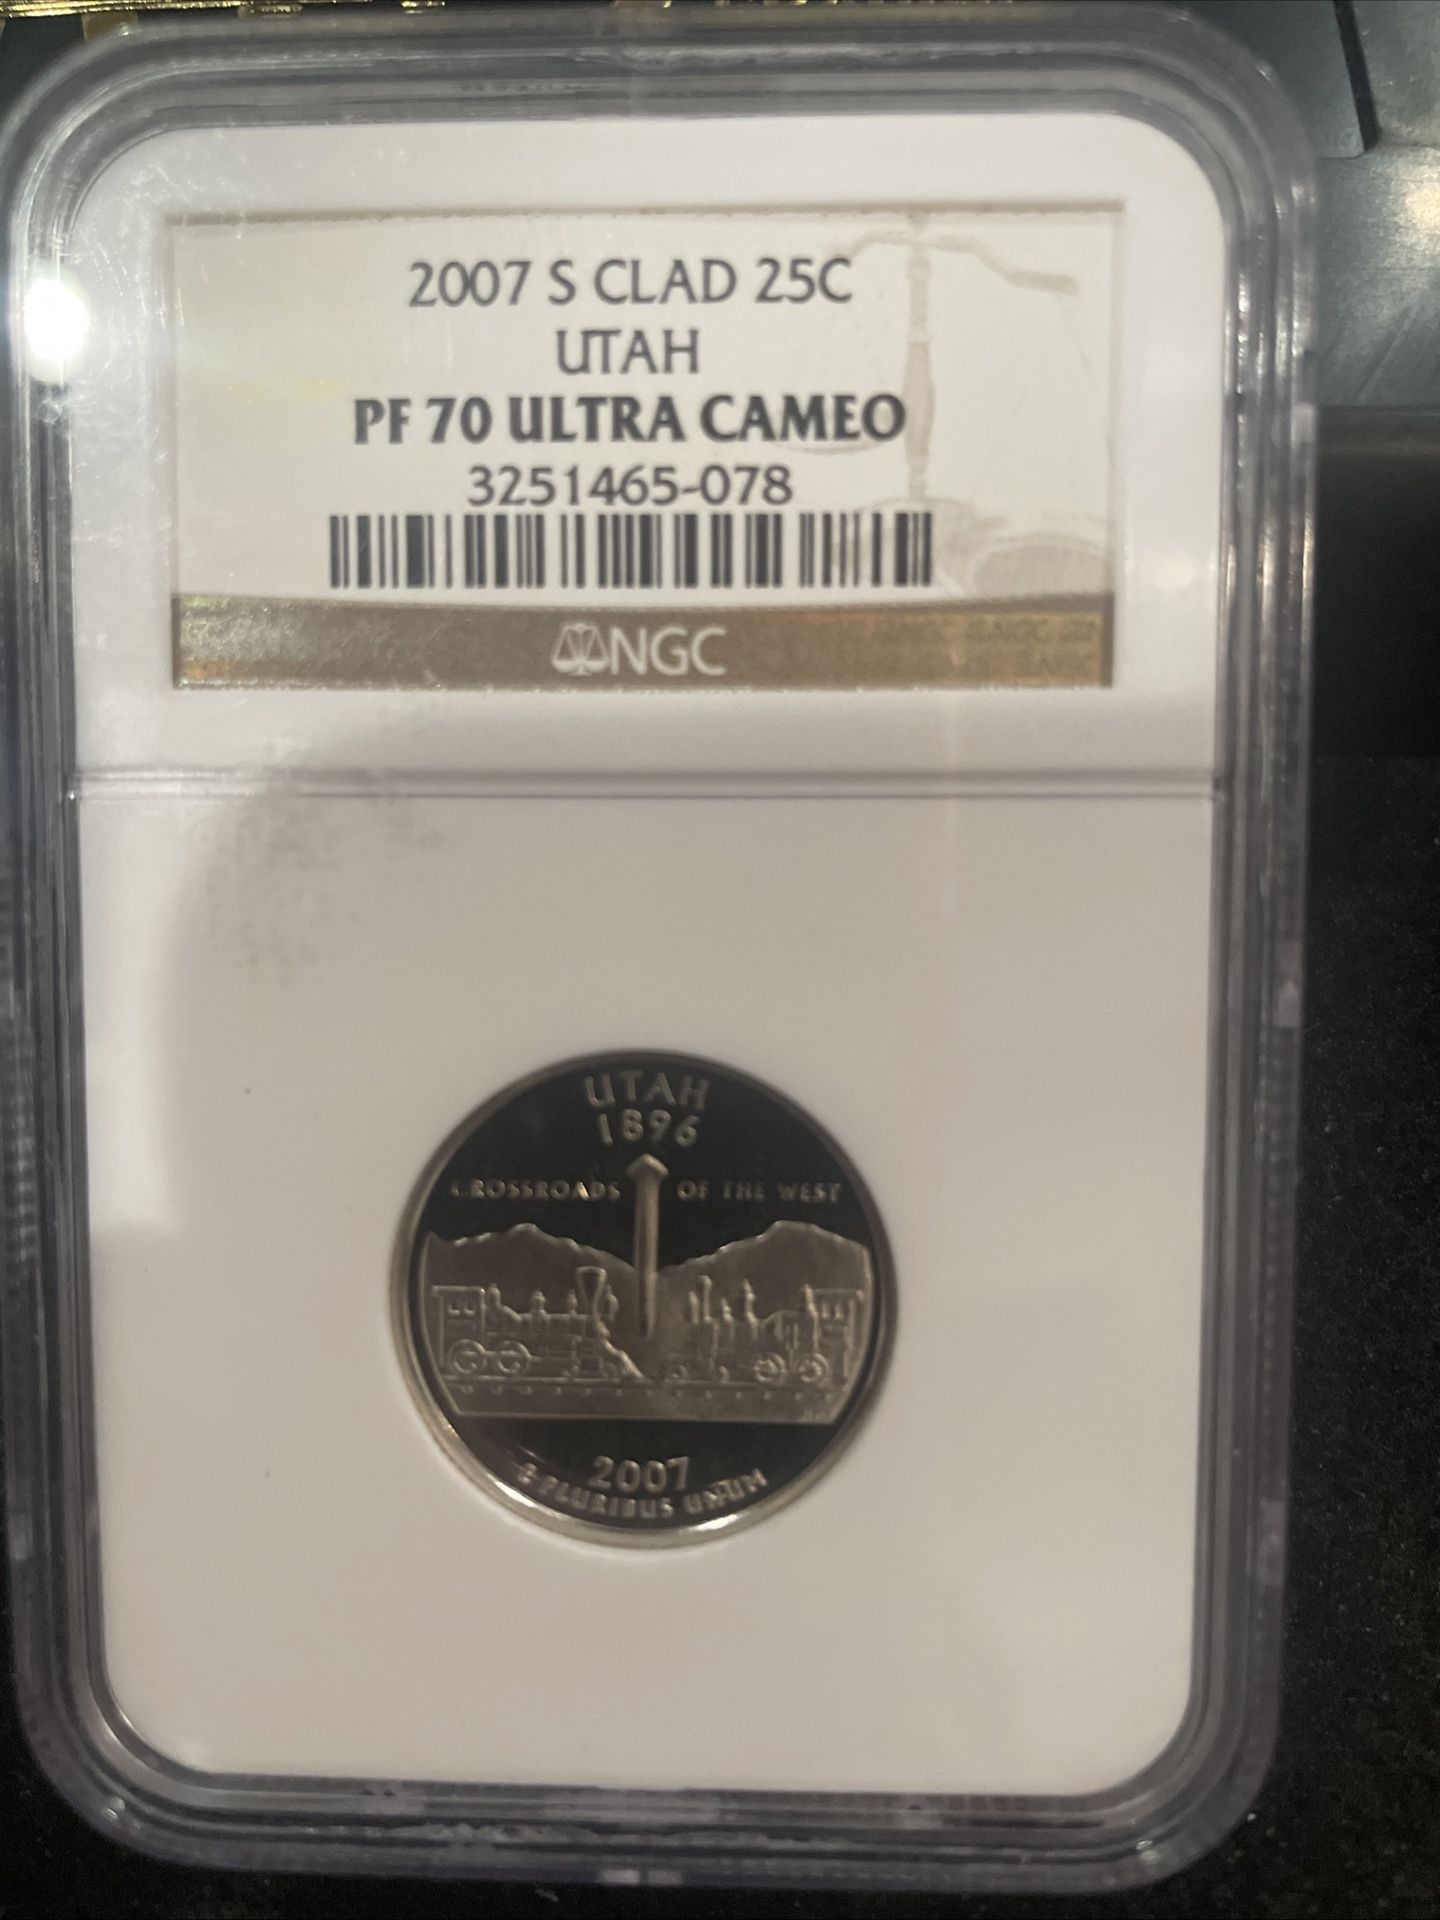 2007 S CLAD 25C
UTAH
PF 70 ULTRA CAMEO
3251465-078
NGC
UTAH
1896
CROSSROADS OF THE WEST
2007
E PLURIBUS UNUM